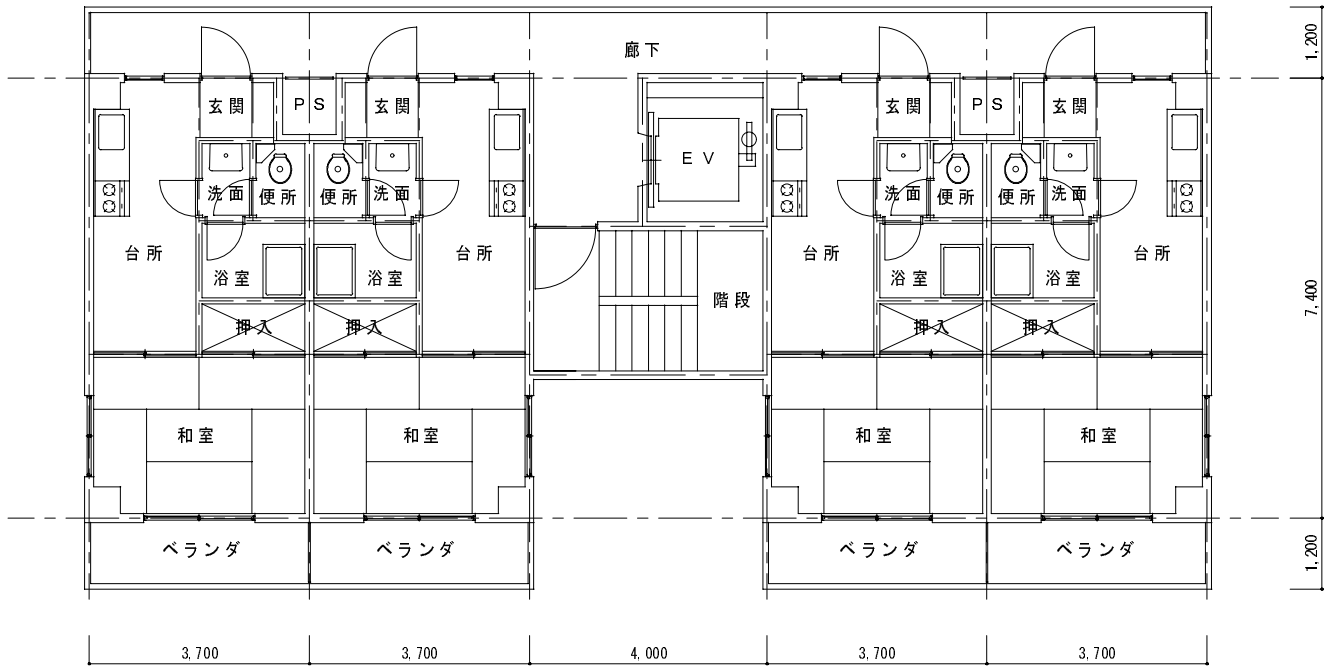 廊下
1,200
玄関
PS
玄関
玄関
PS
玄関
EV
洗面
便所
便所
洗面
洗面
便所
便所
洗面
台所
浴室
浴室
台所
階段
台所
浴室
浴室
台所
7,400
押入
押入
押入
押入
和室
和室
和室
和室
ベランダ
ベランダ
ベランダ
ベランダ
1,200
3,700
3,700
4,000
3,700
3,700